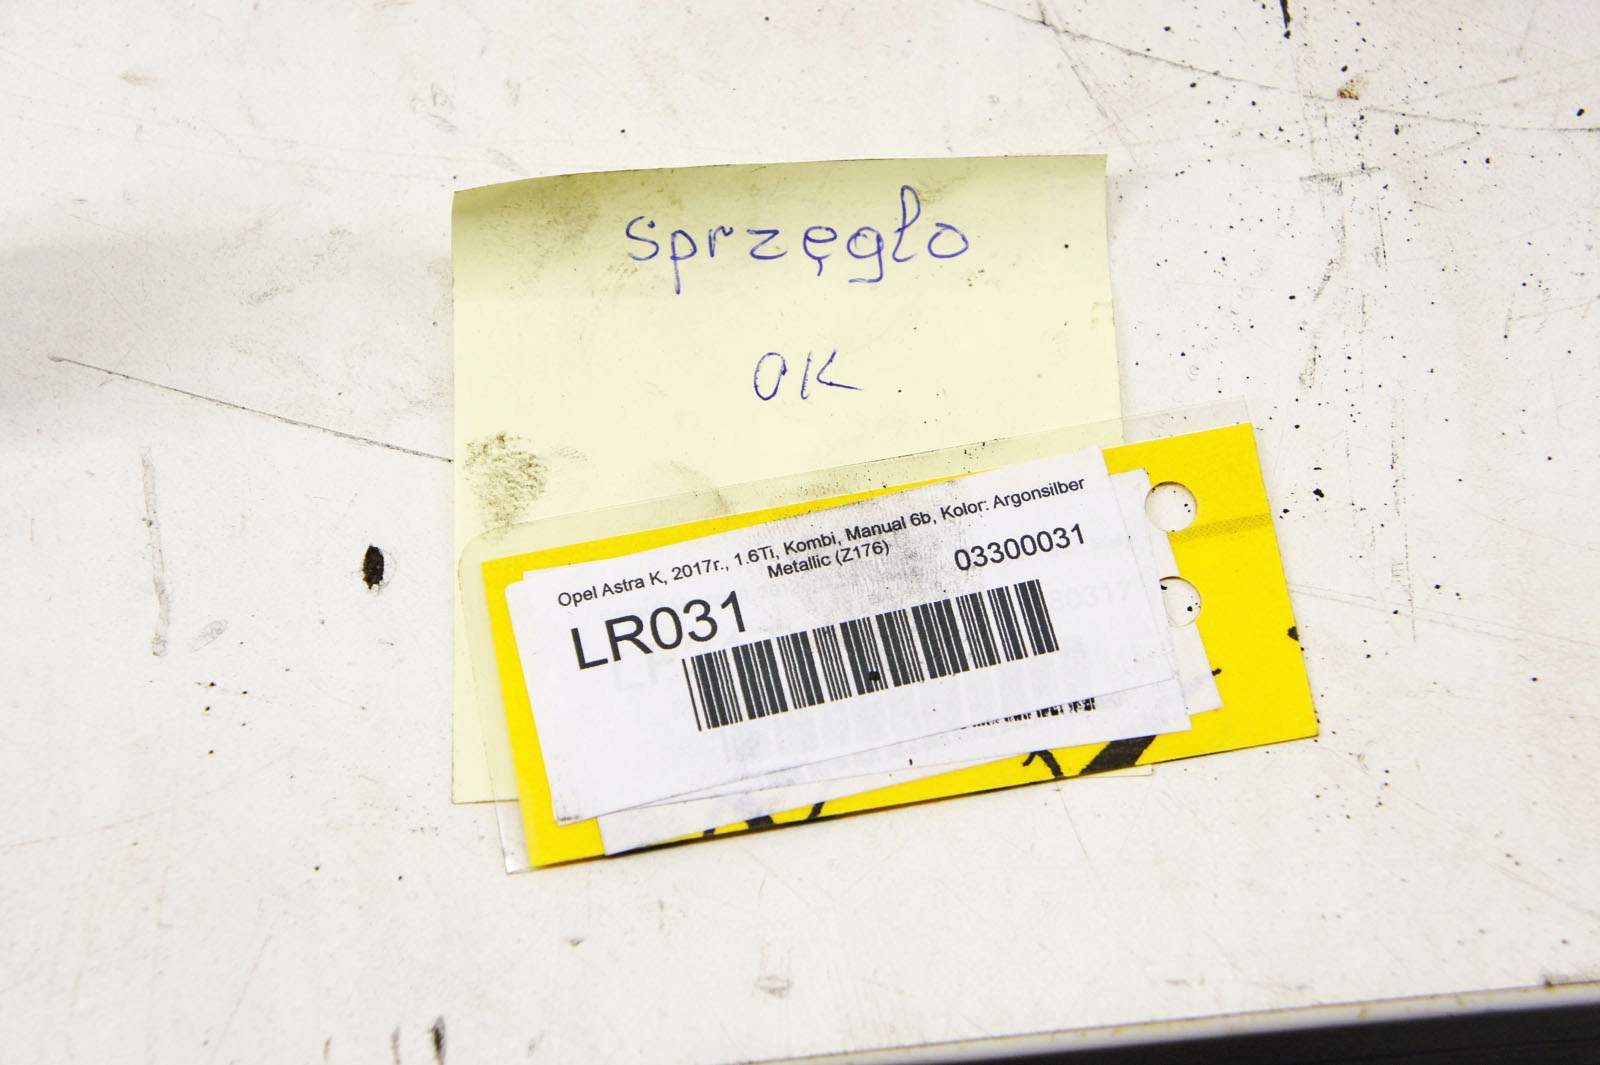 Sprzęgło
OK
Opel Astra K, 2017r., 1.6Ti, Kombi, Manual 6b, Kolor: Argonsilber
Metallic (Z176)
03300031
LR031